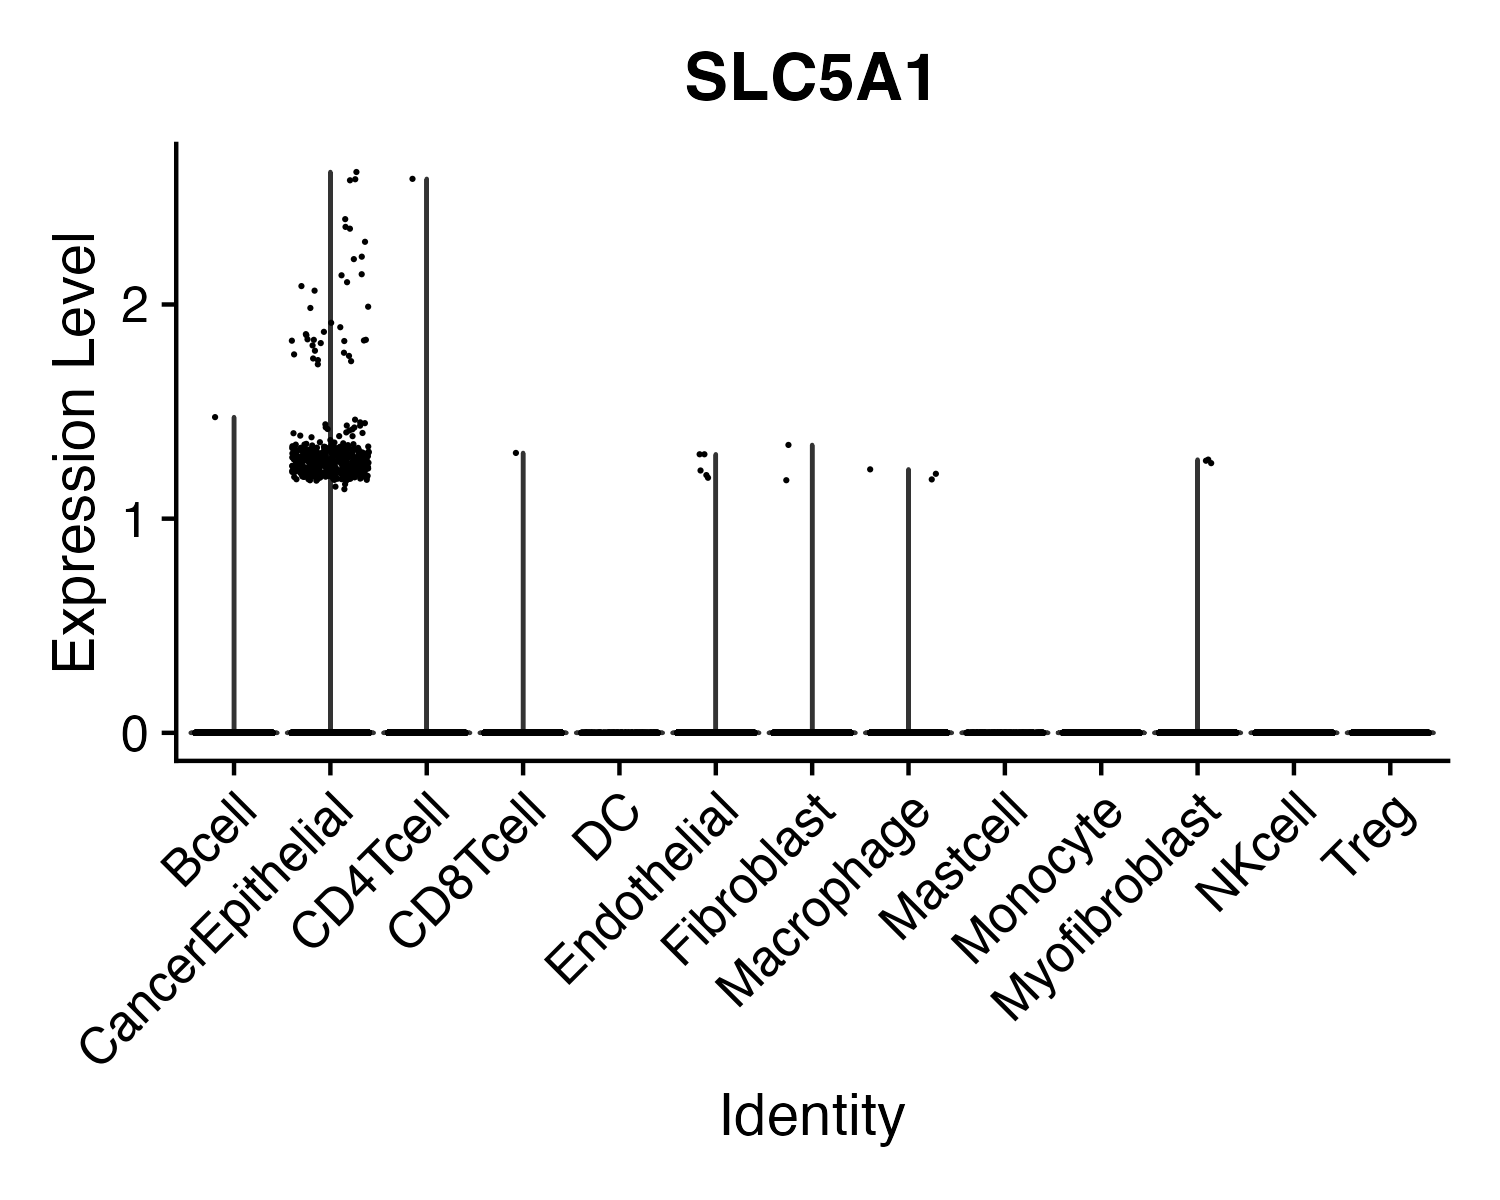 SLC5A1
Expression Level
2
1
0
Bcell
CancerEpithelial
CD4Tcell
CD8Tcell
DC
Endothelial
Fibroblast
Macrophage
Mastcell
Monocyte
Myofibroblast
NKcell
Treg
Identity